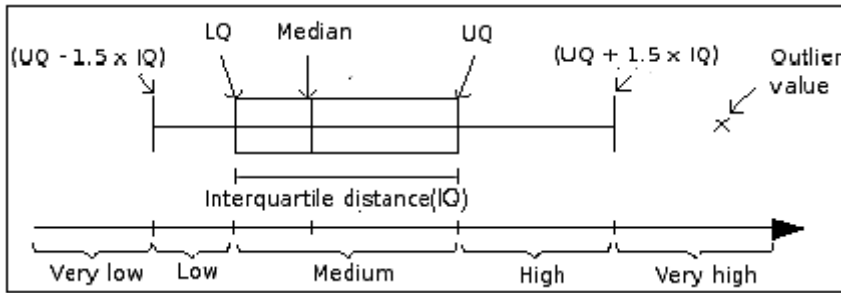 LQ
Median
UQ
(UQ - 1.5 x IQ)
(UQ + 1.5 x IQ)
Outlier
value
Interquartile distance(IQ)
Very low
Low
Medium
High
Very high